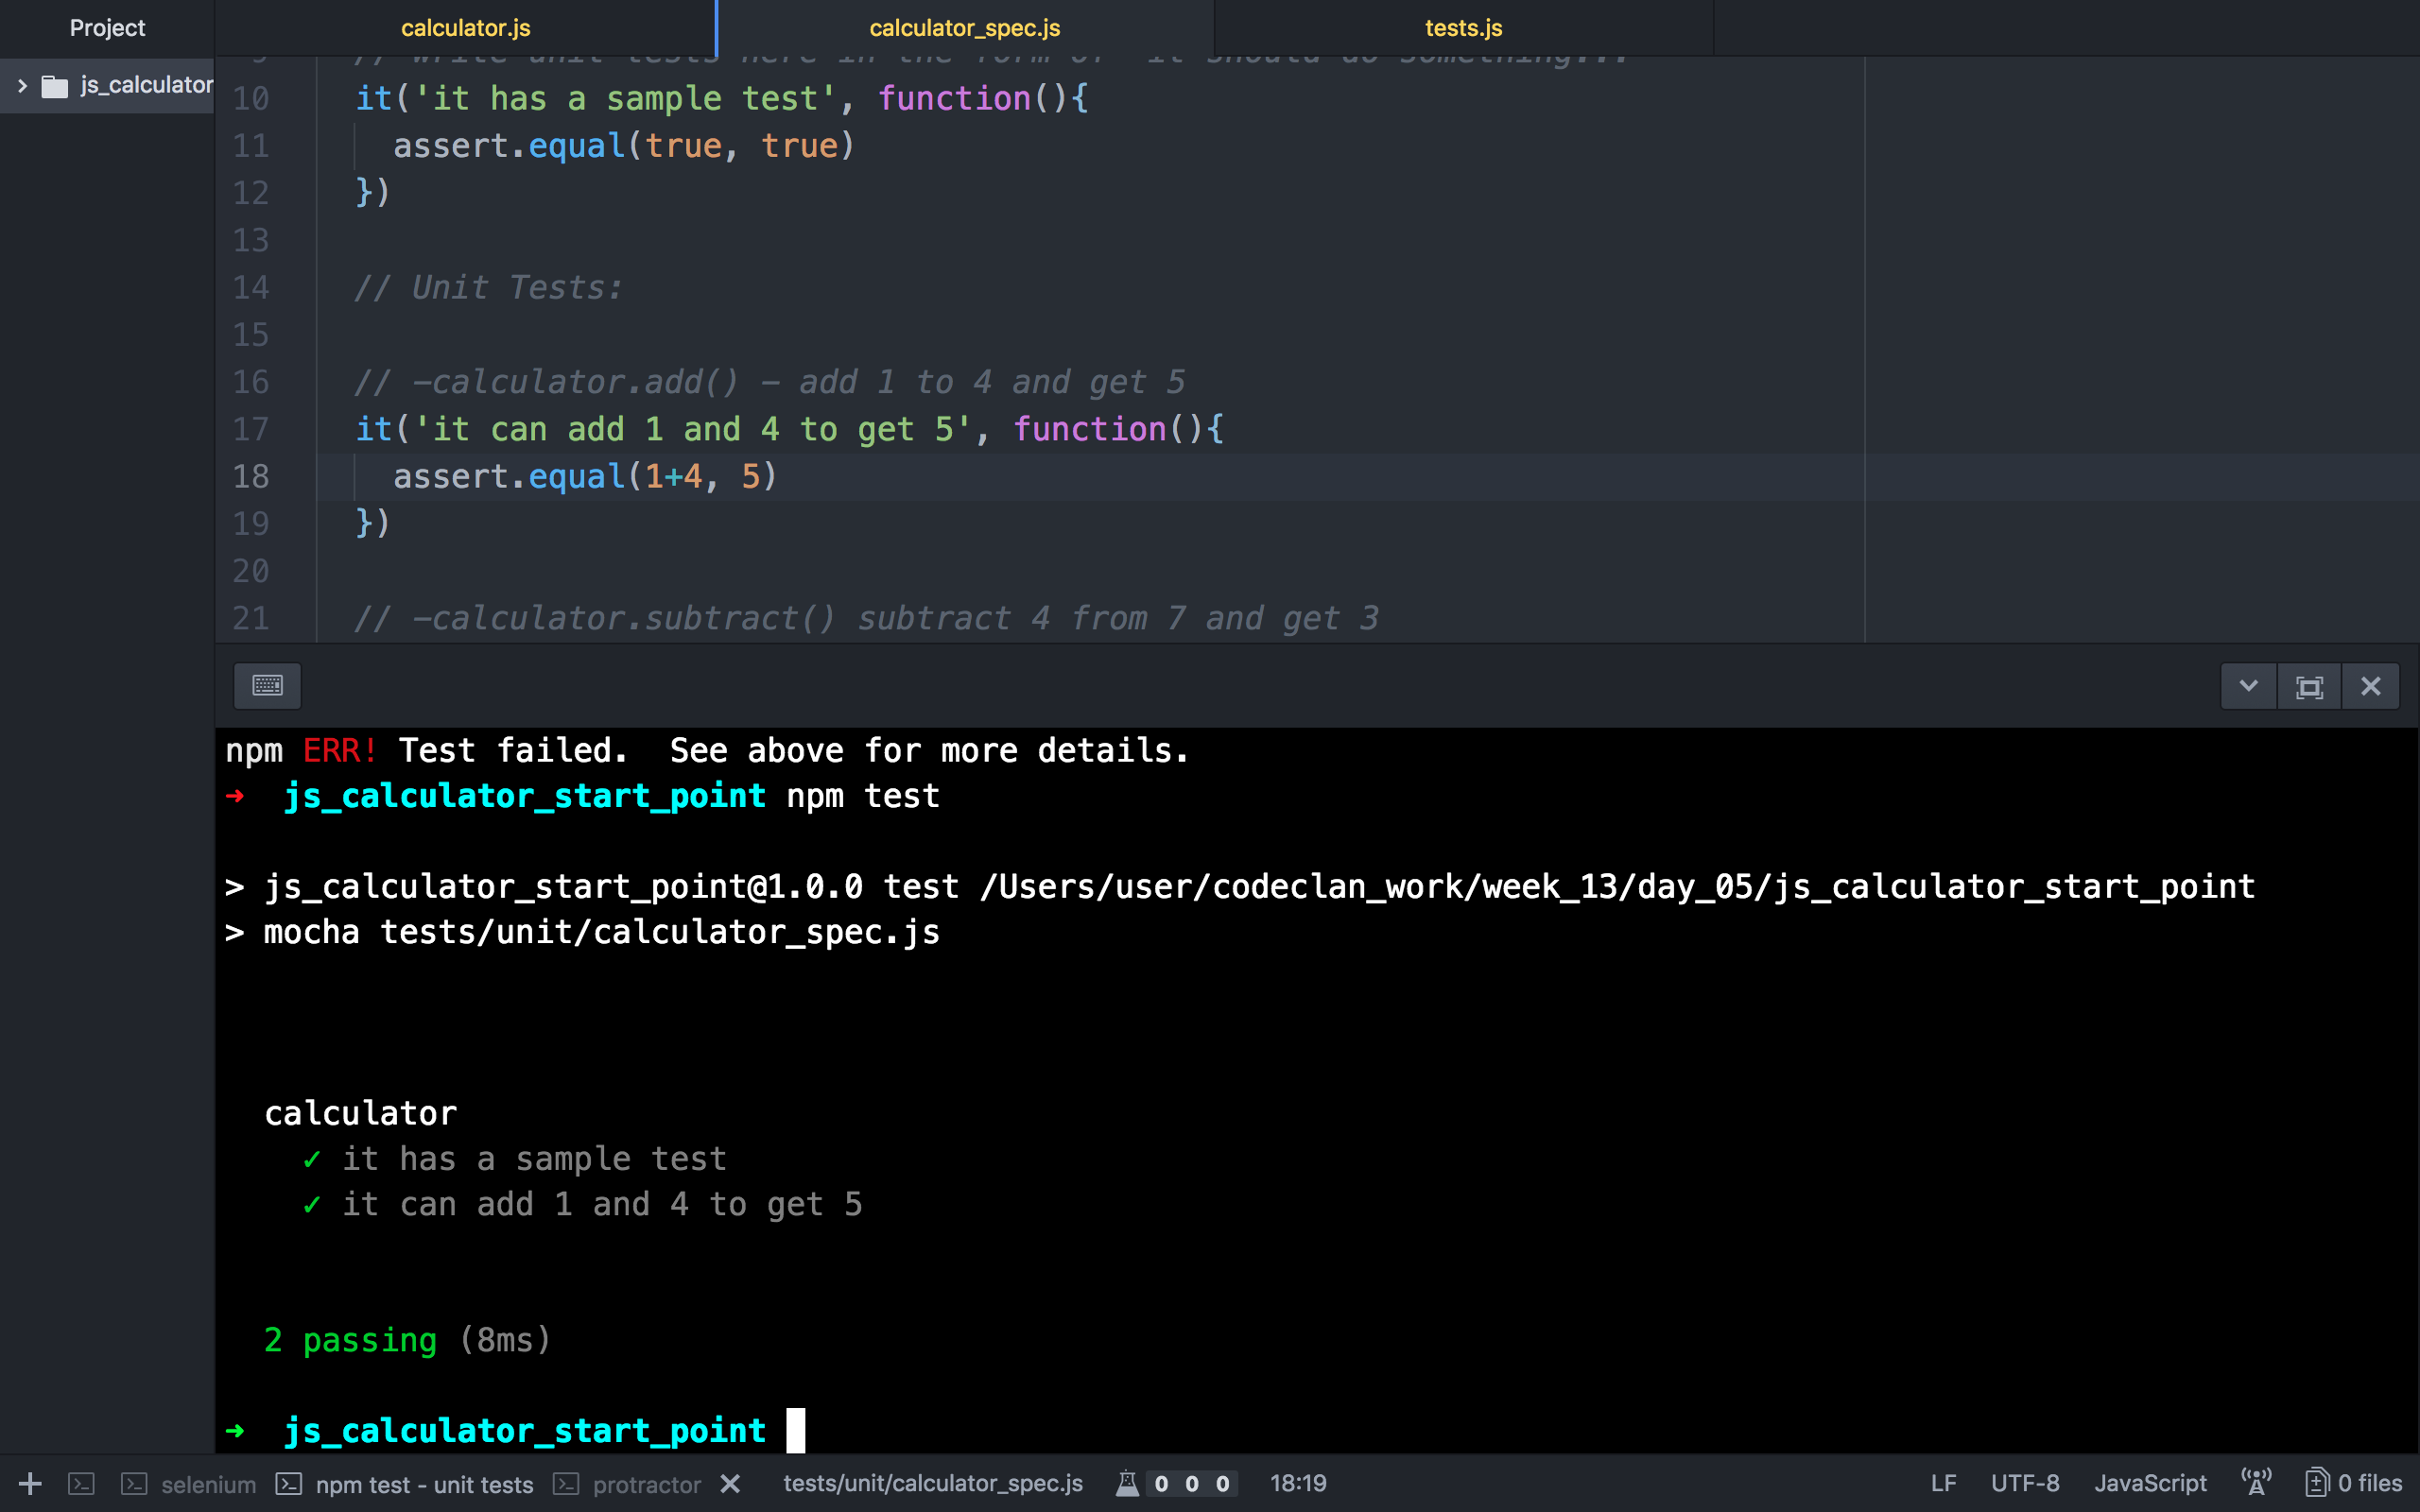 Project
calculator.js
calculator_spec.js
tests.js
js_calculator
// write unit tests here in the form of it should do something...
10 it('it has a sample test', function(){
11 assert.equal(true, true)
12 })
13
14 // Unit Tests:
15
16 // -calculator.add() - add 1 to 4 and get 5
17 it('it can add 1 and 4 to get 5', function(){
18 assert.equal(1+4, 5)
19 })
20
21 // -calculator.subtract() subtract 4 from 7 and get 3
npm ERR! Test failed.  See above for more details.
➜  js_calculator_start_point npm test
> js_calculator_start_point@1.0.0 test /Users/user/codeclan_work/week_13/day_05/js_calculator_start_point
> mocha tests/unit/calculator_spec.js
calculator
✓ it has a sample test
✓ it can add 1 and 4 to get 5
2 passing (8ms)
➜  js_calculator_start_point
selenium npm test - unit tests protractor tests/unit/calculator_spec.js 0 0 0 18:19 LF UTF-8 JavaScript 0 files